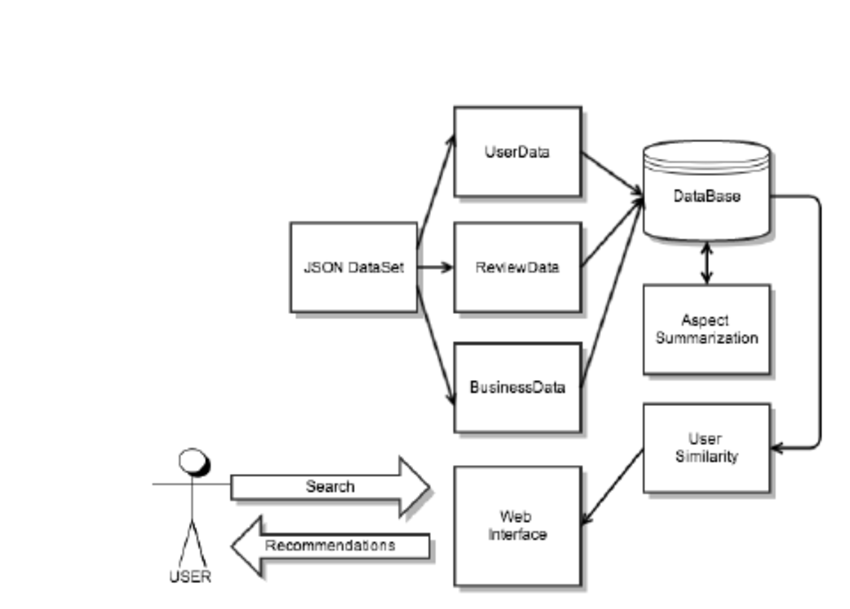 UserData
DataBase
JSON DataSet
ReviewData
Aspect
Summarization
BusinessData
User
Similarity
Search
Web
Interface
Recommendations
USER